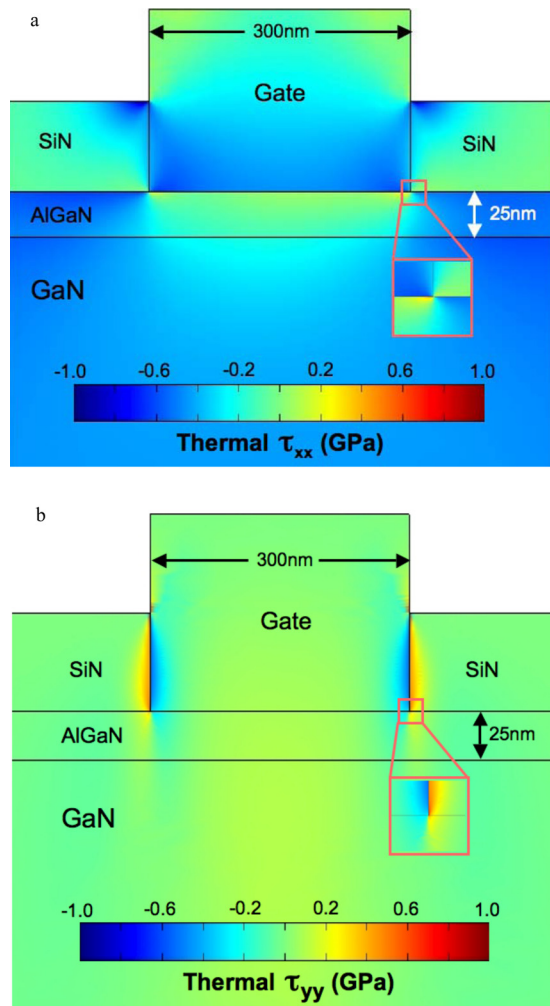 a
300nm
Gate
SiN
SiN
AlGaN
25nm
GaN
-1.0 -0.6 -0.2 0.2 0.6 1.0
Thermal τxx (GPa)
b
300nm
Gate
SiN
SiN
AlGaN
25nm
GaN
-1.0 -0.6 -0.2 0.2 0.6 1.0
Thermal τyy (GPa)